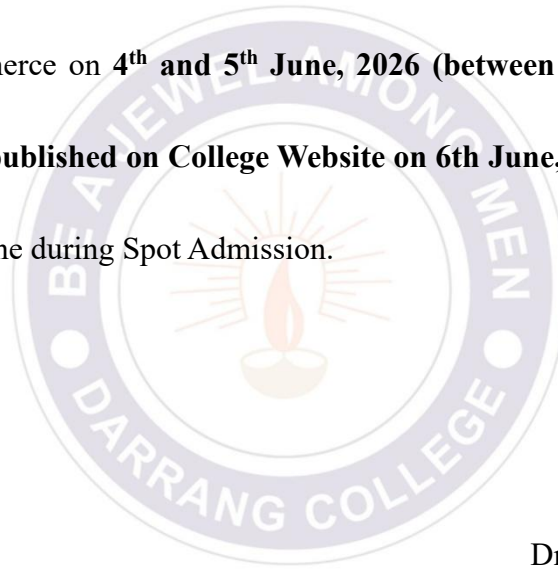 merce on 4th and 5th June, 2026 (between
published on College Website on 6th June,
ne during Spot Admission.
BE A JEWEL AMONG MEN
DARRANG COLLEGE
Dr